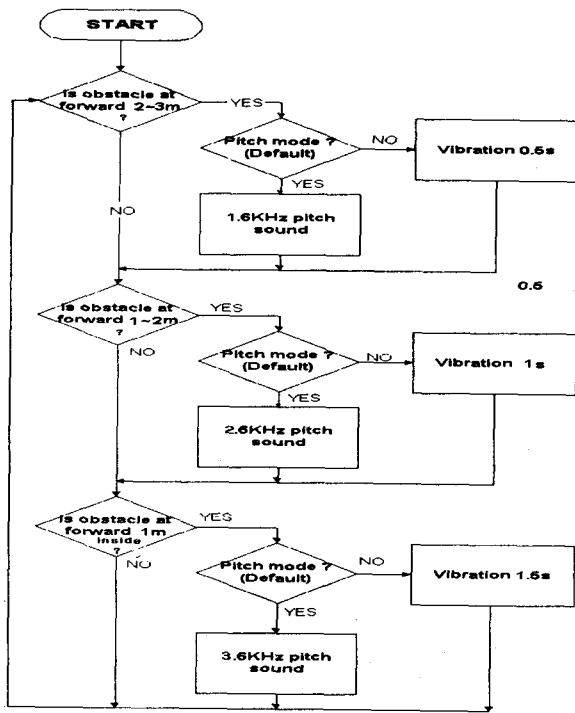 START
Is obstacle at
forward 2~3m
?
YES
NO
Pitch mode ?
(Default)
NO
YES
Vibration 0.5s
1.6KHz pitch
sound
0.5
Is obstacle at
forward 1~2m
?
YES
NO
Pitch mode ?
(Default)
NO
YES
Vibration 1s
2.6KHz pitch
sound
Is obstacle at
forward 1m
inside
?
YES
NO
Pitch mode ?
(Default)
NO
YES
Vibration 1.5s
3.6KHz pitch
sound